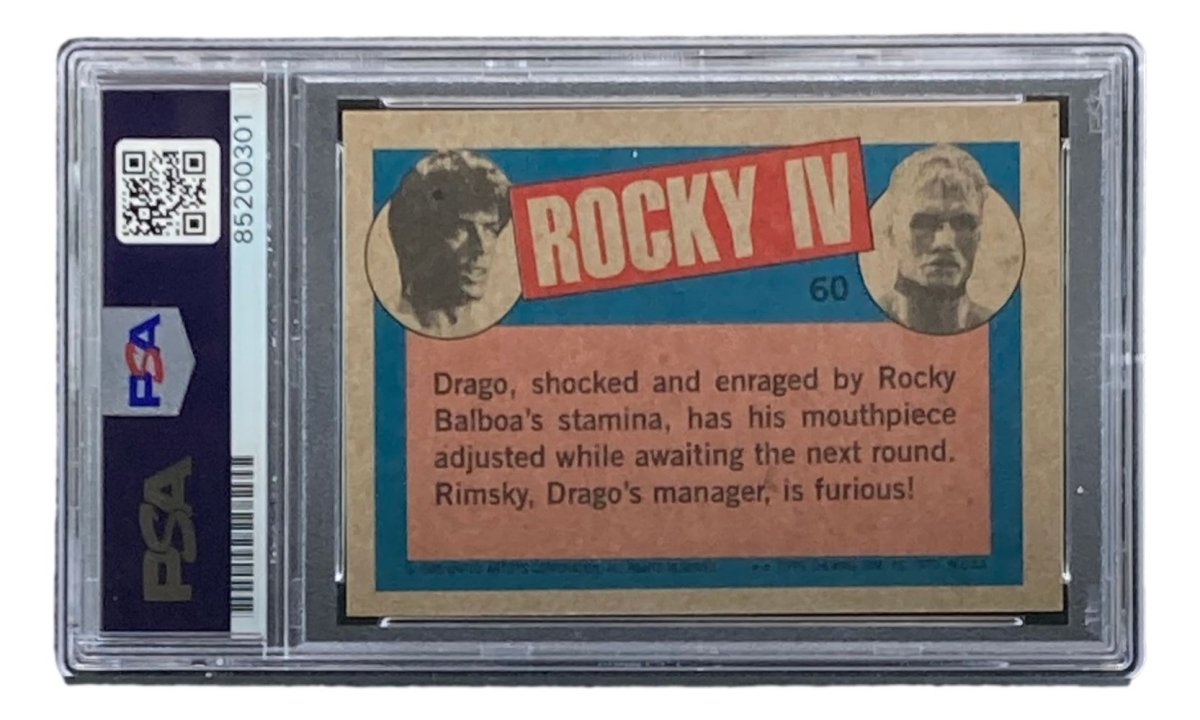 85200301
PSA
PSA
ROCKY IV
60
Drago, shocked and enraged by Rocky
Balboa's stamina, has his mouthpiece
adjusted while awaiting the next round.
Rimsky, Drago's manager, is furious!